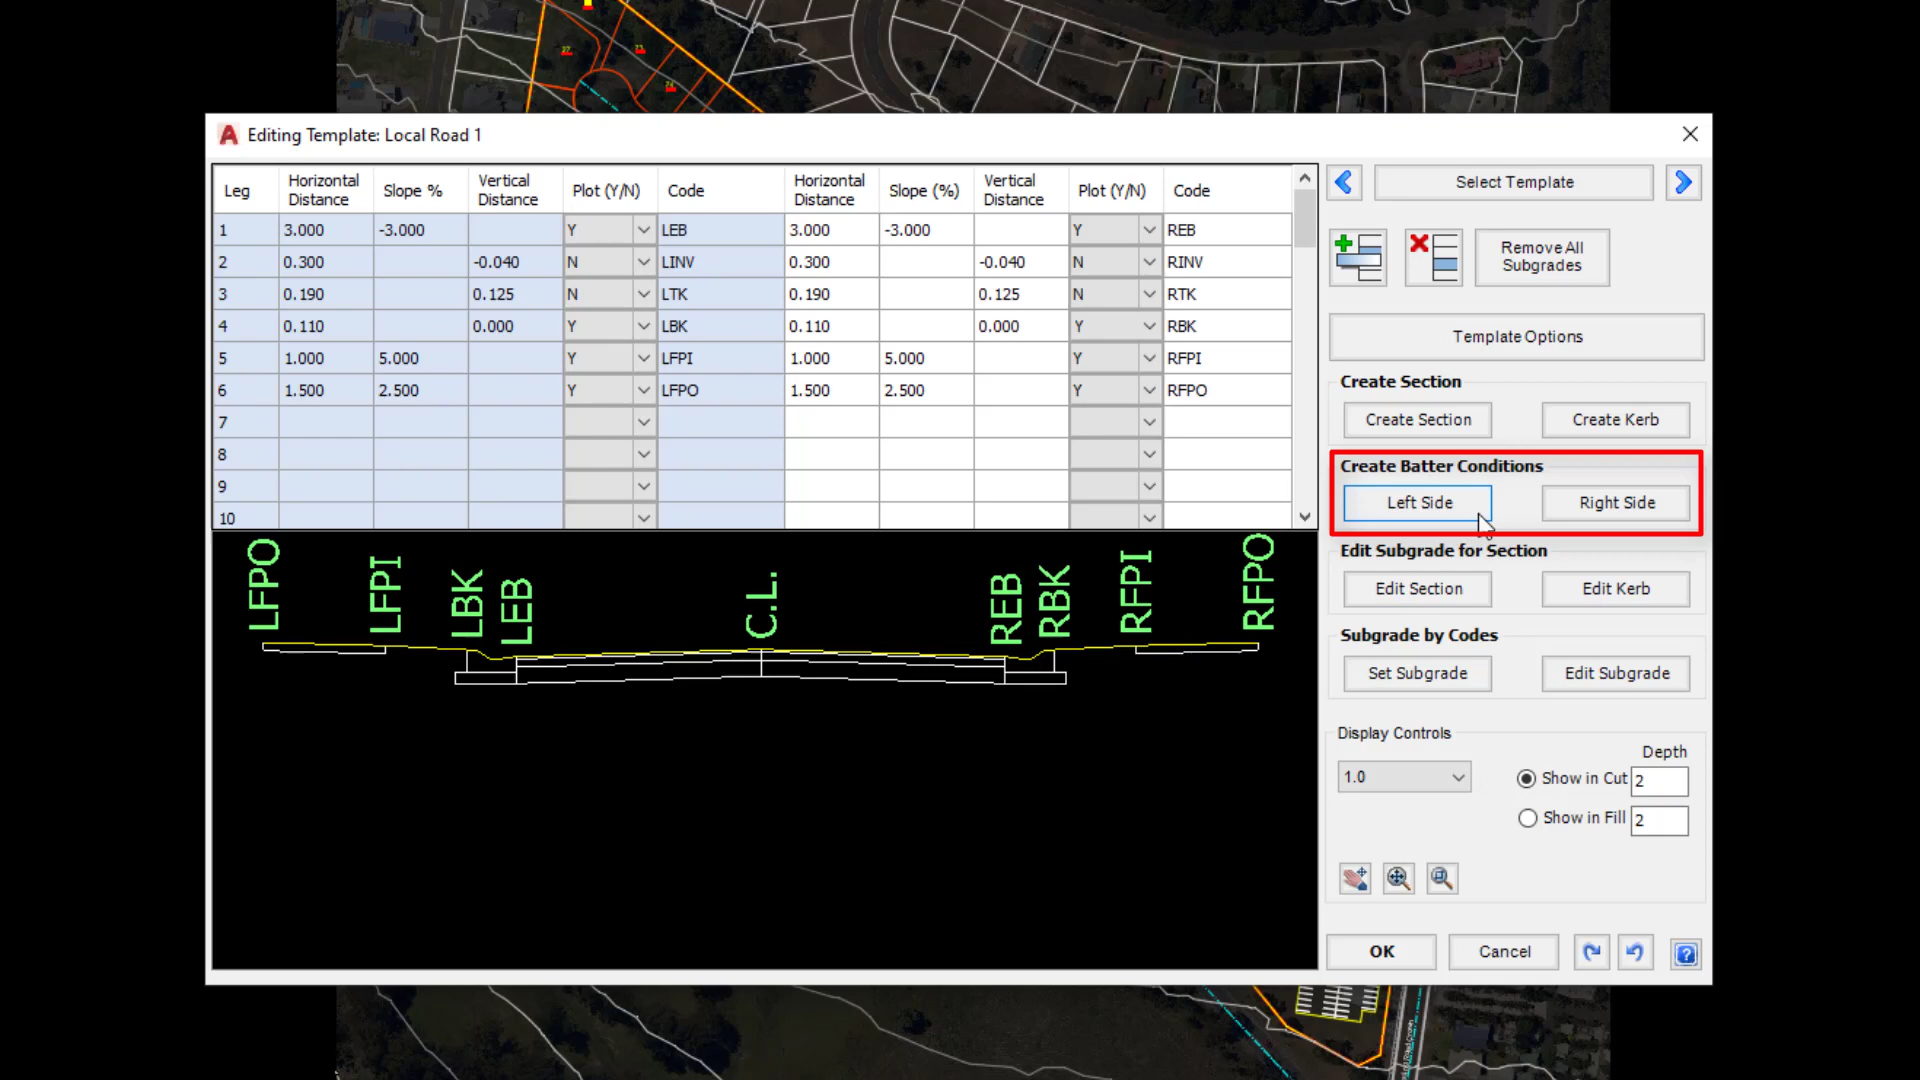 27
23
24
Editing Template: Local Road 1
Leg Horizontal Distance Slope % Vertical Distance Plot (Y/N) Code Horizontal Distance Slope (%) Vertical Distance Plot (Y/N) Code
1 3.000 -3.000 Y LEB 3.000 -3.000 Y REB
2 0.300 -0.040 N LINV 0.300 -0.040 N RINV
3 0.190 0.125 N LTK 0.190 0.125 N RTK
4 0.110 0.000 Y LBK 0.110 0.000 Y RBK
5 1.000 5.000 Y LFPI 1.000 5.000 Y RFPI
6 1.500 2.500 Y LFPO 1.500 2.500 Y RFPO
7
8
9
10
LFPO LFPI LBK LEB C.L. REB RBK RFPI RFPO
Select Template
Remove All
Subgrades
Template Options
Create Section
Create Section Create Kerb
Create Batter Conditions
Left Side Right Side
Edit Subgrade for Section
Edit Section Edit Kerb
Subgrade by Codes
Set Subgrade Edit Subgrade
Display Controls
Depth
1.0 Show in Cut 2
Show in Fill 2
OK Cancel